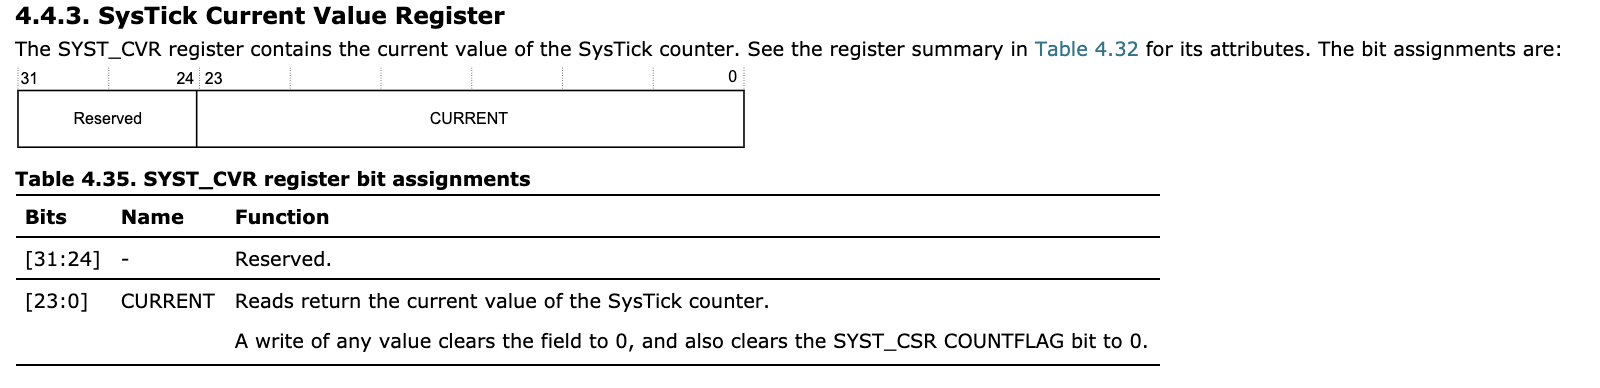 4.4.3. SysTick Current Value Register
The SYST_CVR register contains the current value of the SysTick counter. See the register summary in Table 4.32 for its attributes. The bit assignments are:
31 24 23 0
Reserved CURRENT
Table 4.35. SYST_CVR register bit assignments
Bits Name Function
[31:24] - Reserved.
[23:0] CURRENT Reads return the current value of the SysTick counter.
A write of any value clears the field to 0, and also clears the SYST_CSR COUNTFLAG bit to 0.